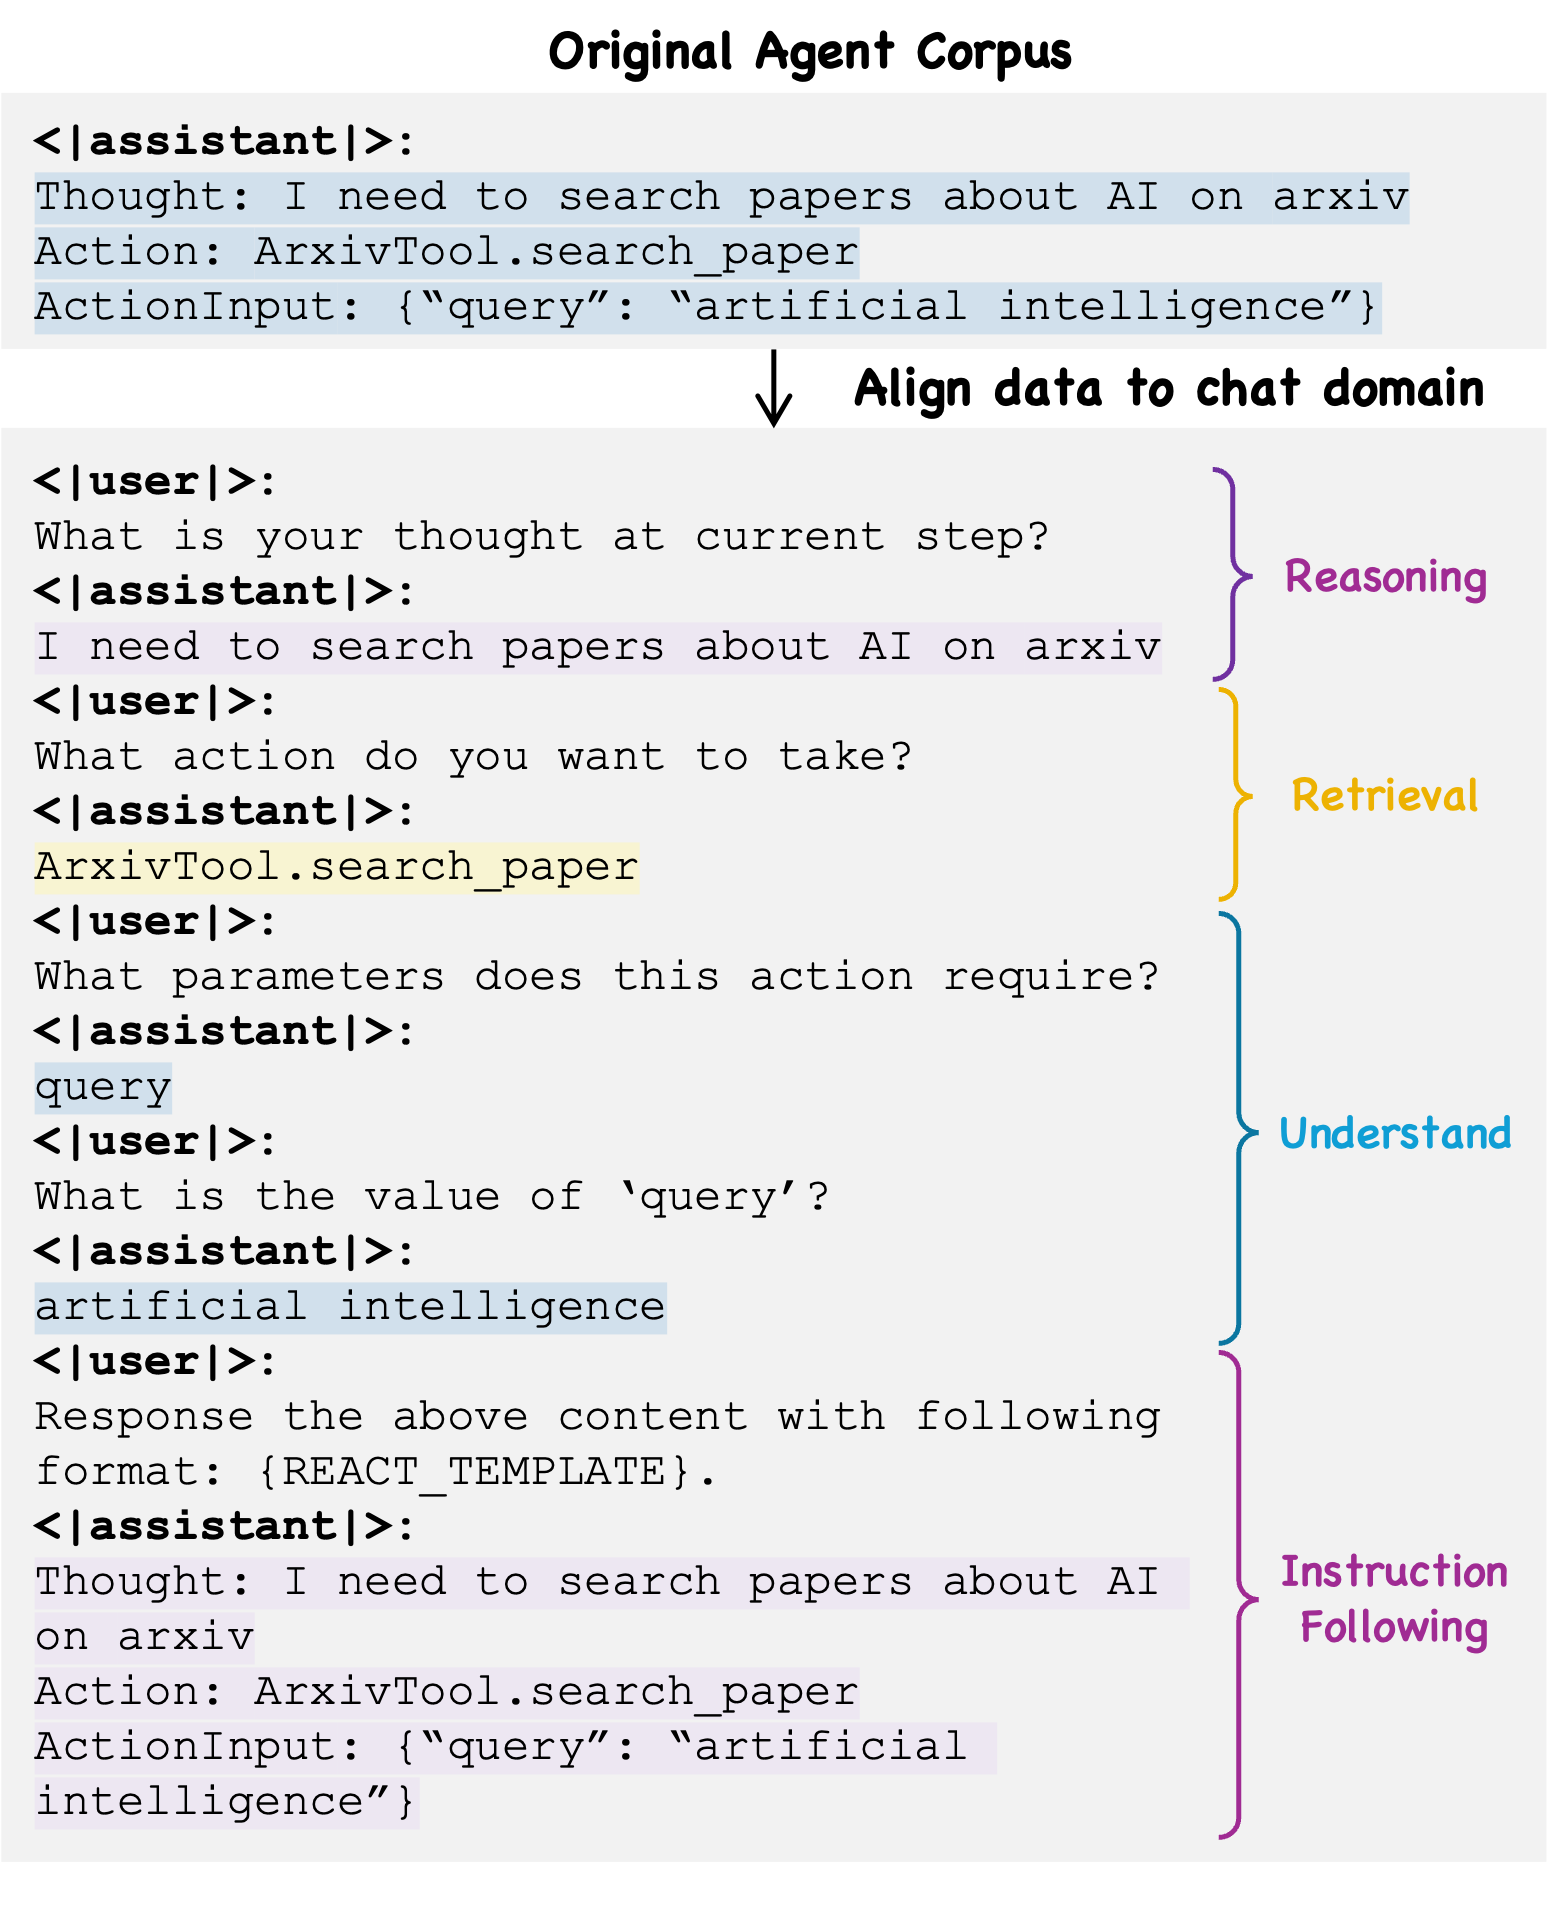 Original Agent Corpus
<|assistant|>:
Thought: I need to search papers about AI on arxiv
Action: ArxivTool.search_paper
ActionInput: {“query”: “artificial intelligence”}
Align data to chat domain
<|user|>:
What is your thought at current step?
<|assistant|>:
I need to search papers about AI on arxiv
Reasoning
<|user|>:
What action do you want to take?
<|assistant|>:
ArxivTool.search_paper
Retrieval
<|user|>:
What parameters does this action require?
<|assistant|>:
query
<|user|>:
What is the value of ‘query’?
<|assistant|>:
artificial intelligence
Understand
<|user|>:
Response the above content with following
format: {REACT_TEMPLATE}.
<|assistant|>:
Thought: I need to search papers about AI
on arxiv
Action: ArxivTool.search_paper
ActionInput: {“query”: “artificial
intelligence”}
Instruction
Following